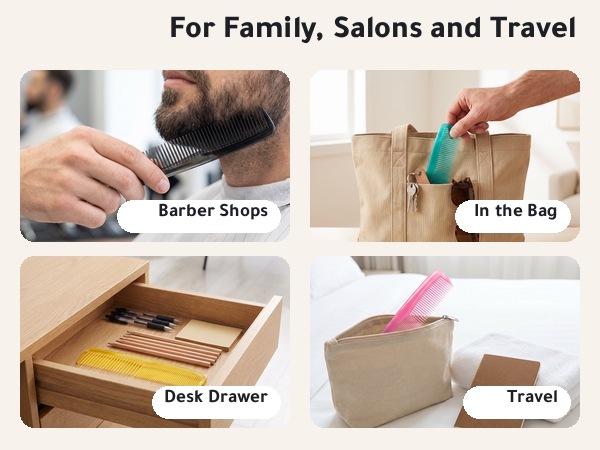 For Family, Salons and Travel
Barber Shops
In the Bag
Desk Drawer
Travel